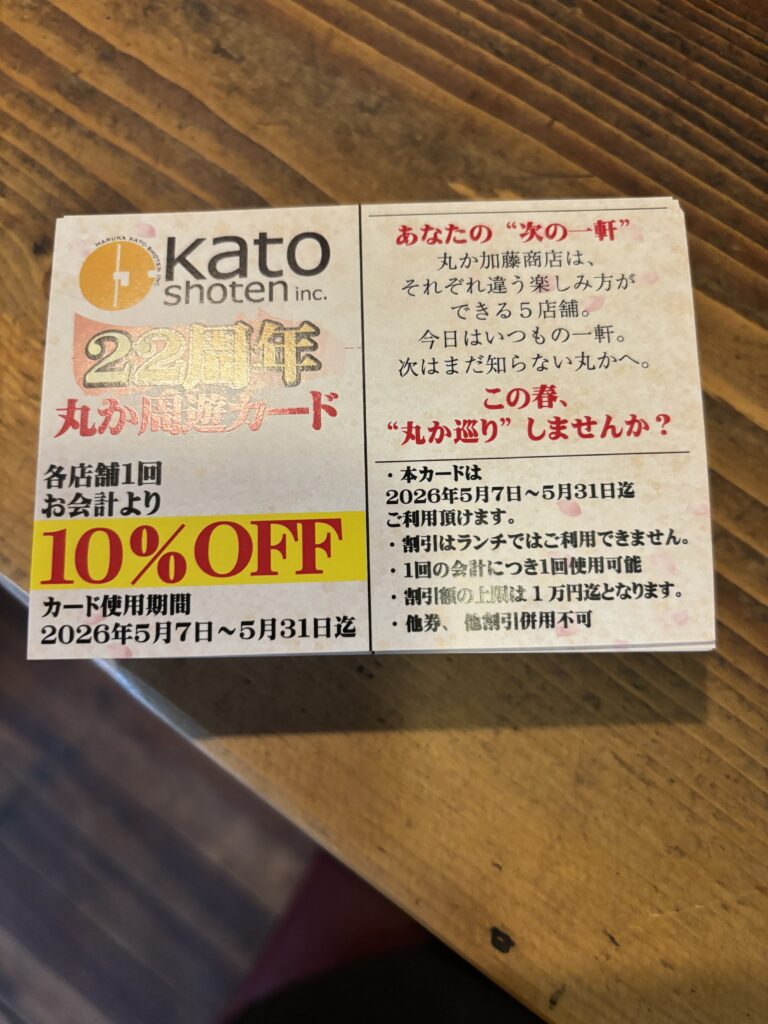 MARUKA KATO SHOTEN INC
Kato
shoten inc.
22周年
丸か周遊カード
各店舗1回
お会計より
10%OFF
カード使用期間
2026年5月7日～5月31日迄
あなたの“次の一軒”
丸か加藤商店は、
それぞれ違う楽しみ方が
できる5店舗。
今日はいつもの一軒。
次はまだ知らない丸かへ。
この春、
“丸か巡り”しませんか？
・本カードは
2026年5月7日～5月31日迄
ご利用頂けます。
・割引はランチではご利用できません。
・1回の会計につき1回使用可能
・割引額の上限は１万円迄となります。
・他券、他割引併用不可